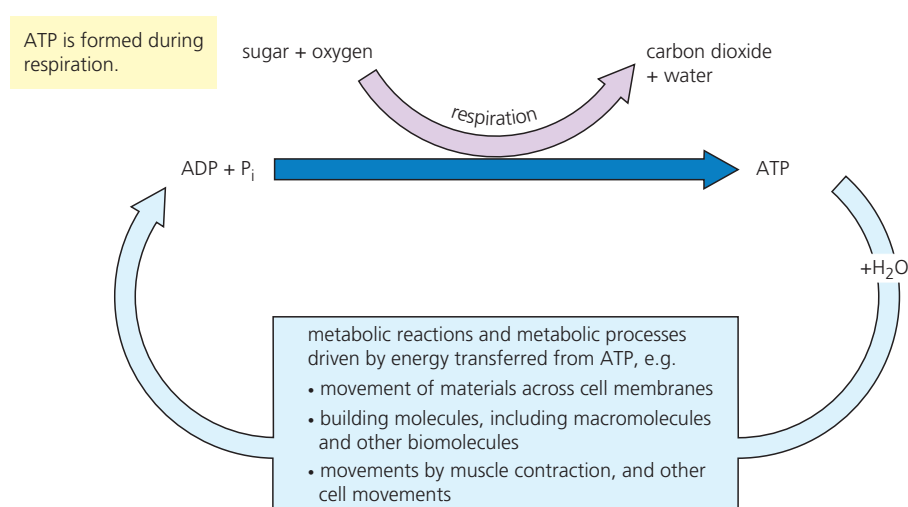 ATP is formed during
respiration.
sugar + oxygen
carbon dioxide
+ water
respiration
ADP + Pᵢ
ATP
+H₂O
metabolic reactions and metabolic processes
driven by energy transferred from ATP, e.g.
• movement of materials across cell membranes
• building molecules, including macromolecules
and other biomolecules
• movements by muscle contraction, and other
cell movements